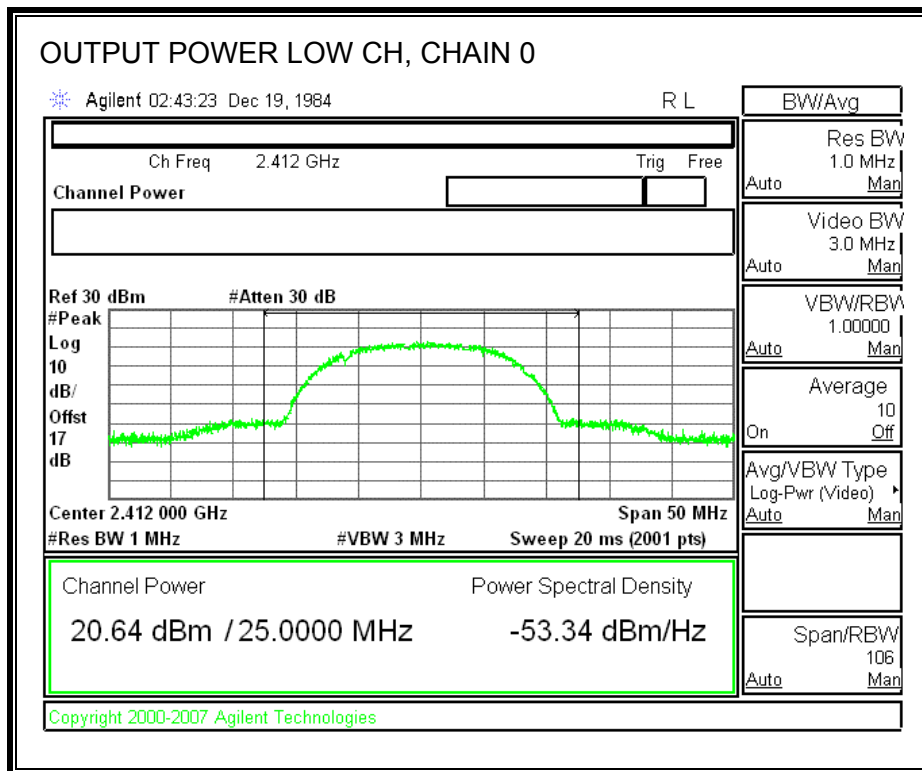 OUTPUT POWER LOW CH, CHAIN 0
Agilent 02:43:23 Dec 19, 1984 R L
BW/Avg
Ch Freq 2.412 GHz Trig Free
Channel Power
Res BW
1.0 MHz
Auto Man
Video BW
3.0 MHz
Auto Man
Ref 30 dBm #Atten 30 dB
#Peak
Log
10
dB/
Offst
17
dB
VBW/RBW
1.00000
Auto Man
Average
10
On Off
Avg/VBW Type
Log-Pwr (Video)
Auto Man
Center 2.412 000 GHz Span 50 MHz
#Res BW 1 MHz #VBW 3 MHz Sweep 20 ms (2001 pts)
Channel Power Power Spectral Density
20.64 dBm / 25.0000 MHz -53.34 dBm/Hz
Span/RBW
106
Auto Man
Copyright 2000-2007 Agilent Technologies